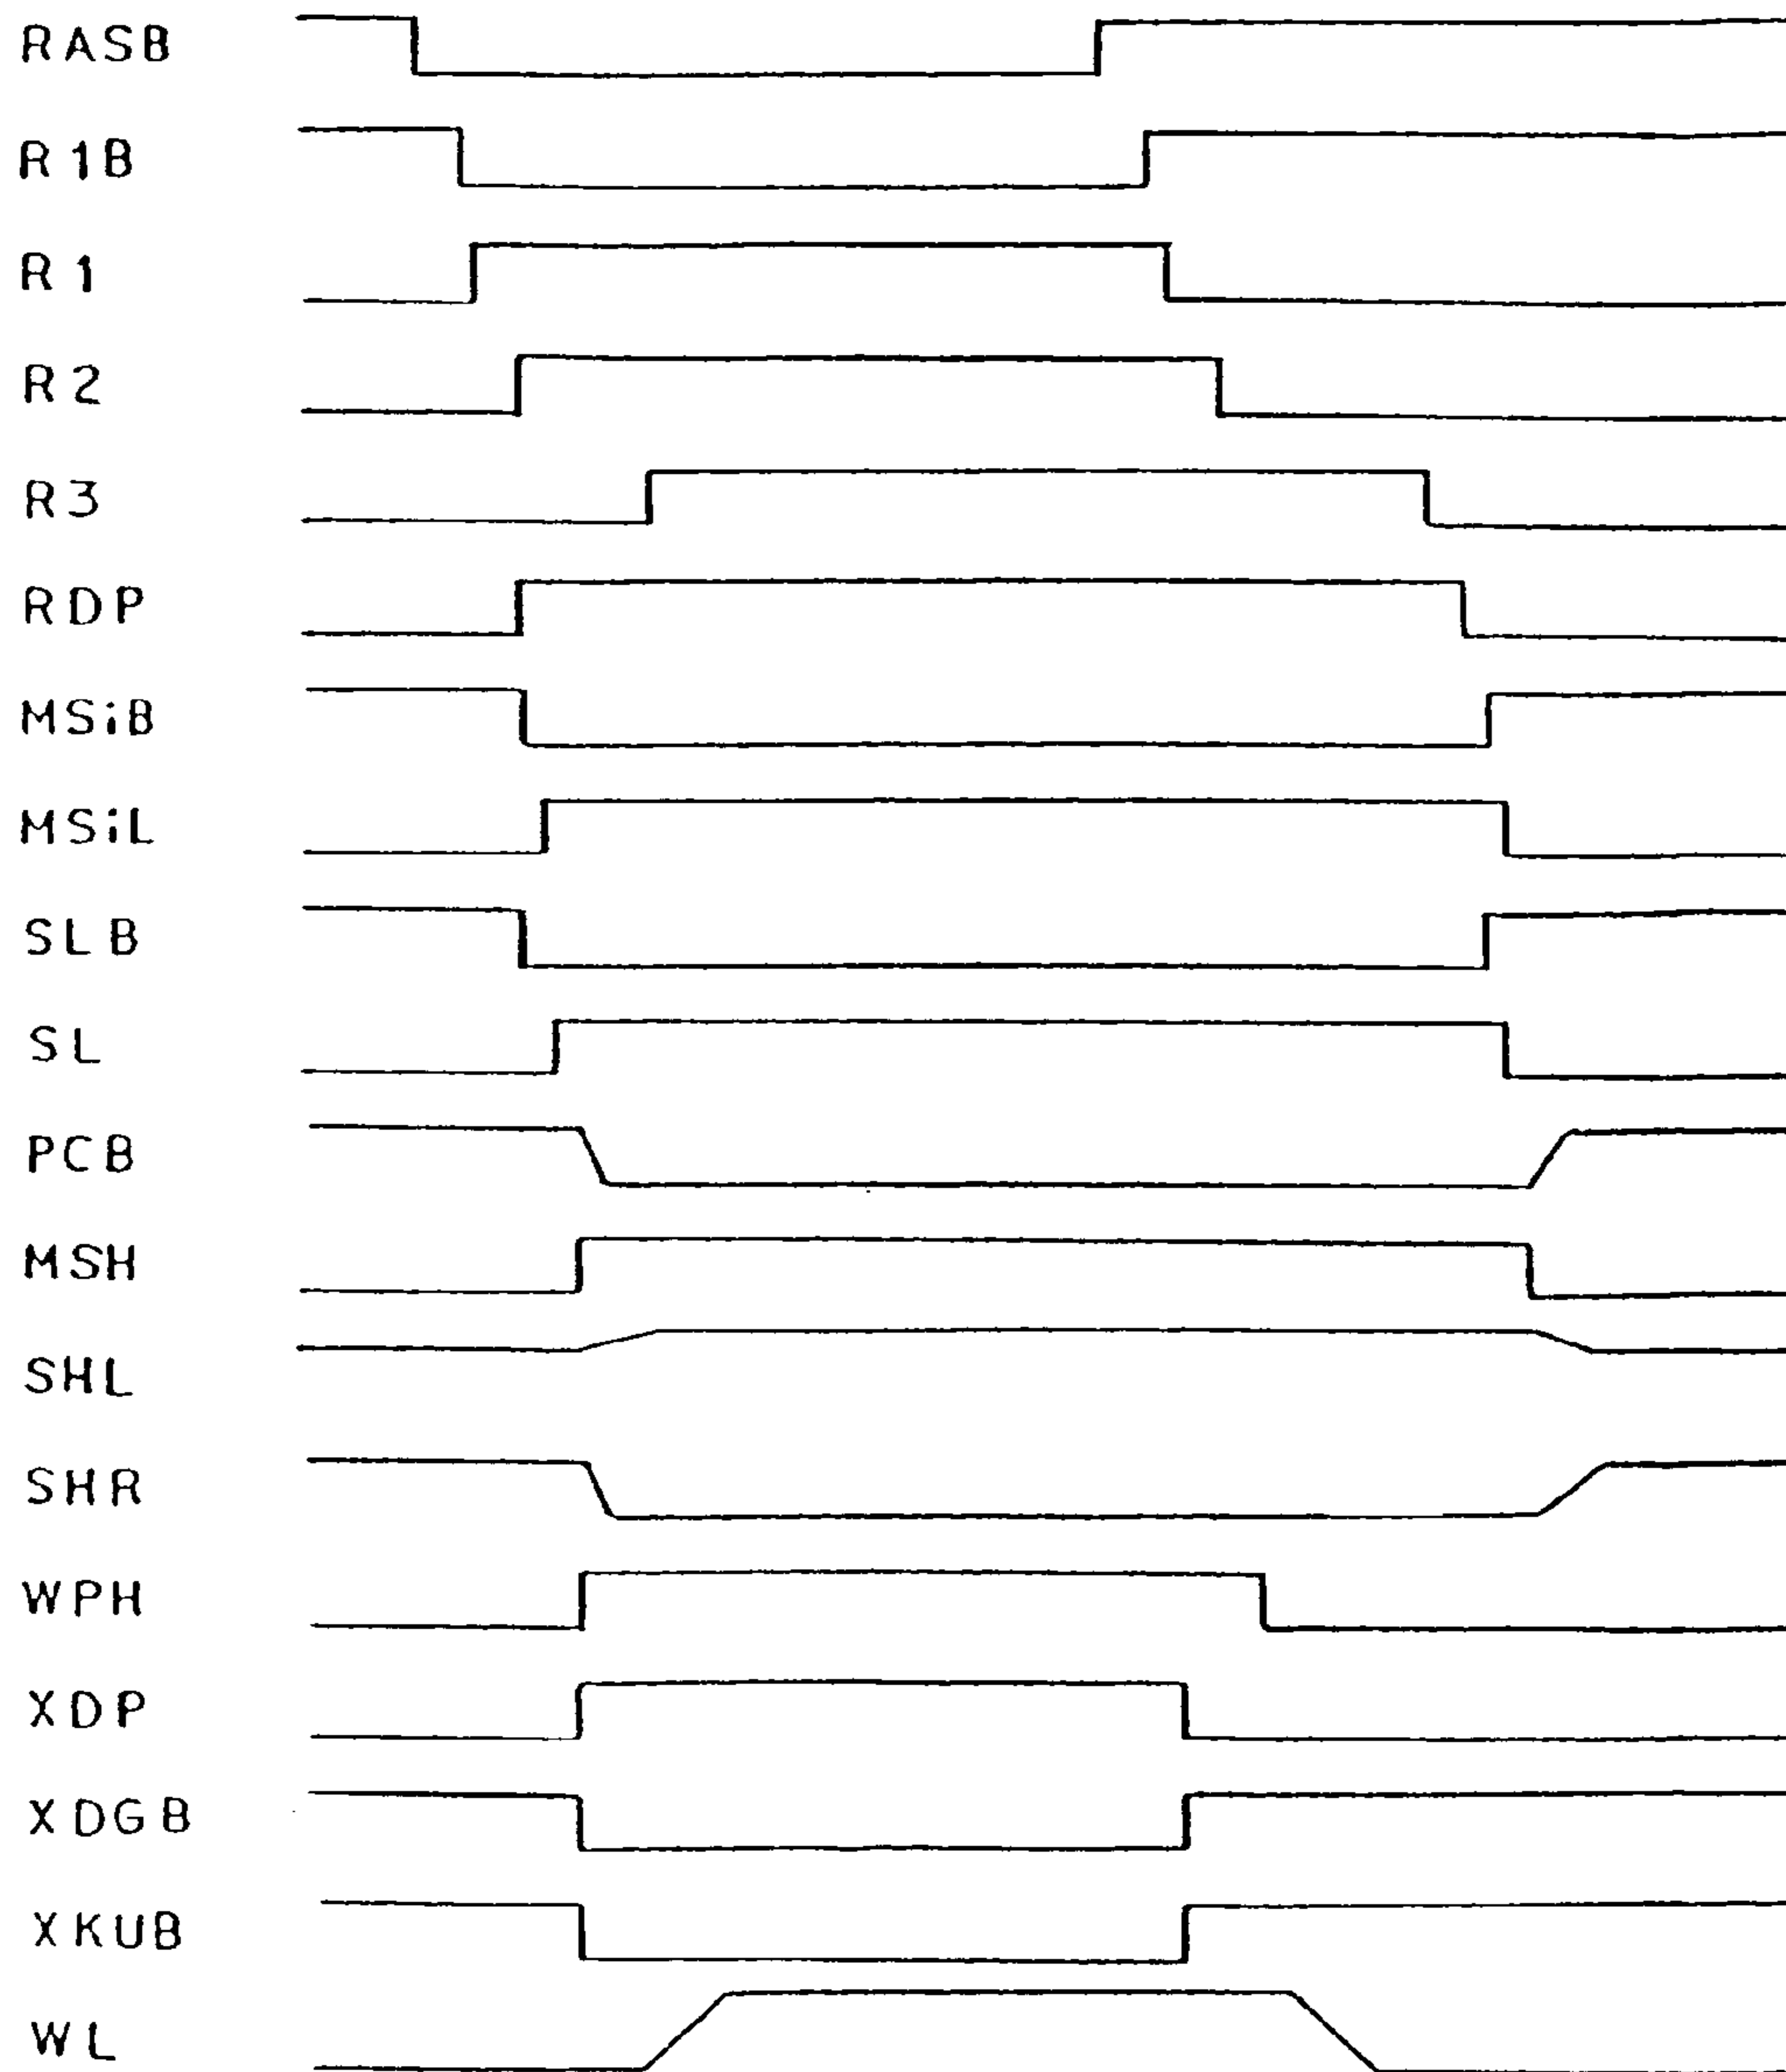 RASB
R1B
R1
R2
R3
RDP
MSiB
MSiL
SLB
SL
PCB
MSH
SHL
SHR
WPH
XDP
XDGB
XKUB
WL